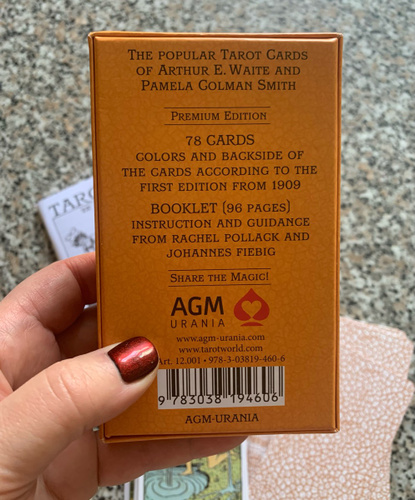 The popular Tarot Cards
of Arthur E. Waite and
Pamela Colman Smith
Premium Edition
78 CARDS
COLORS AND BACKSIDE OF
THE CARDS ACCORDING TO THE
FIRST EDITION FROM 1909
BOOKLET (96 PAGES)
INSTRUCTION AND GUIDANCE
FROM RACHEL POLLACK AND
JOHANNES FIEBIG
Share the Magic!
AGM
URANIA
www.agm-urania.com
www.tarotworld.com
Art. 12.001 • 978-3-03819-460-6
9 783038 194606
AGM-URANIA